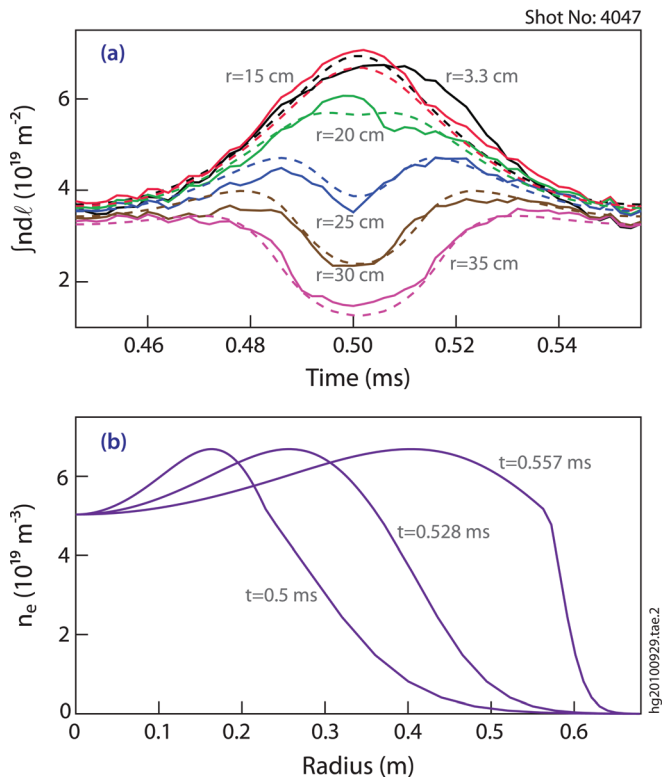 Shot No: 4047
(a)
r=15 cm
r=3.3 cm
r=20 cm
r=25 cm
r=30 cm
r=35 cm
∫ndℓ (10¹⁹ m⁻²)
6
4
2
0.46
0.48
0.50
0.52
0.54
Time (ms)
(b)
t=0.557 ms
t=0.528 ms
t=0.5 ms
nₑ (10¹⁹ m⁻³)
6
4
2
0
0
0.1
0.2
0.3
0.4
0.5
0.6
Radius (m)
hg20100929.tae.2